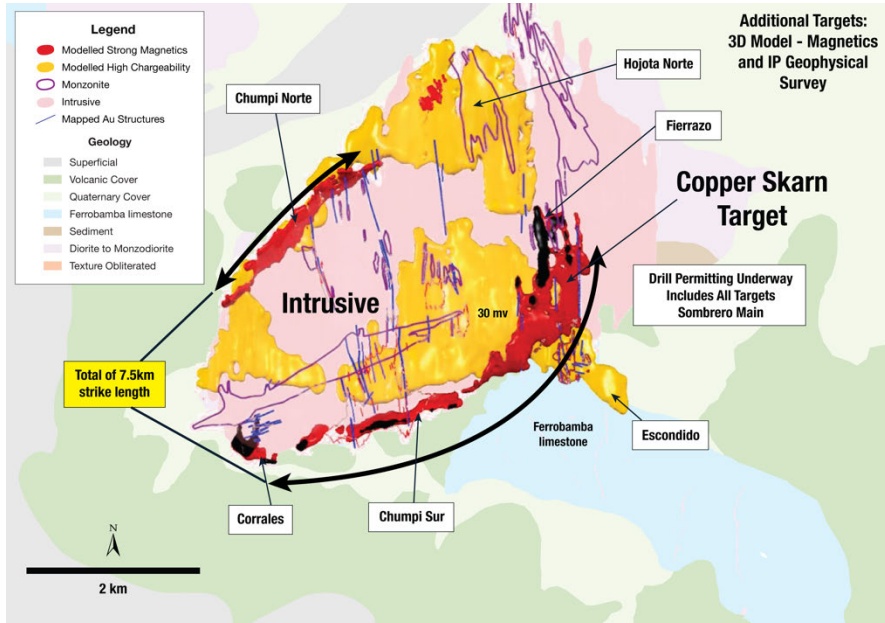 Legend
Modelled Strong Magnetics
Modelled High Chargeability
Monzonite
Intrusive
Mapped Au Structures
Geology
Superficial
Volcanic Cover
Quaternary Cover
Ferrobamba limestone
Sediment
Diorite to Monzodiorite
Texture Obliterated
Additional Targets:
3D Model - Magnetics
and IP Geophysical
Survey
Hojota Norte
Chumpi Norte
Fierrazo
Copper Skarn
Target
Drill Permitting Underway
Includes All Targets
Sombrero Main
Intrusive
30 mv
Total of 7.5km
strike length
Ferrobamba
limestone
Escondido
Corrales
Chumpi Sur
N
2 km